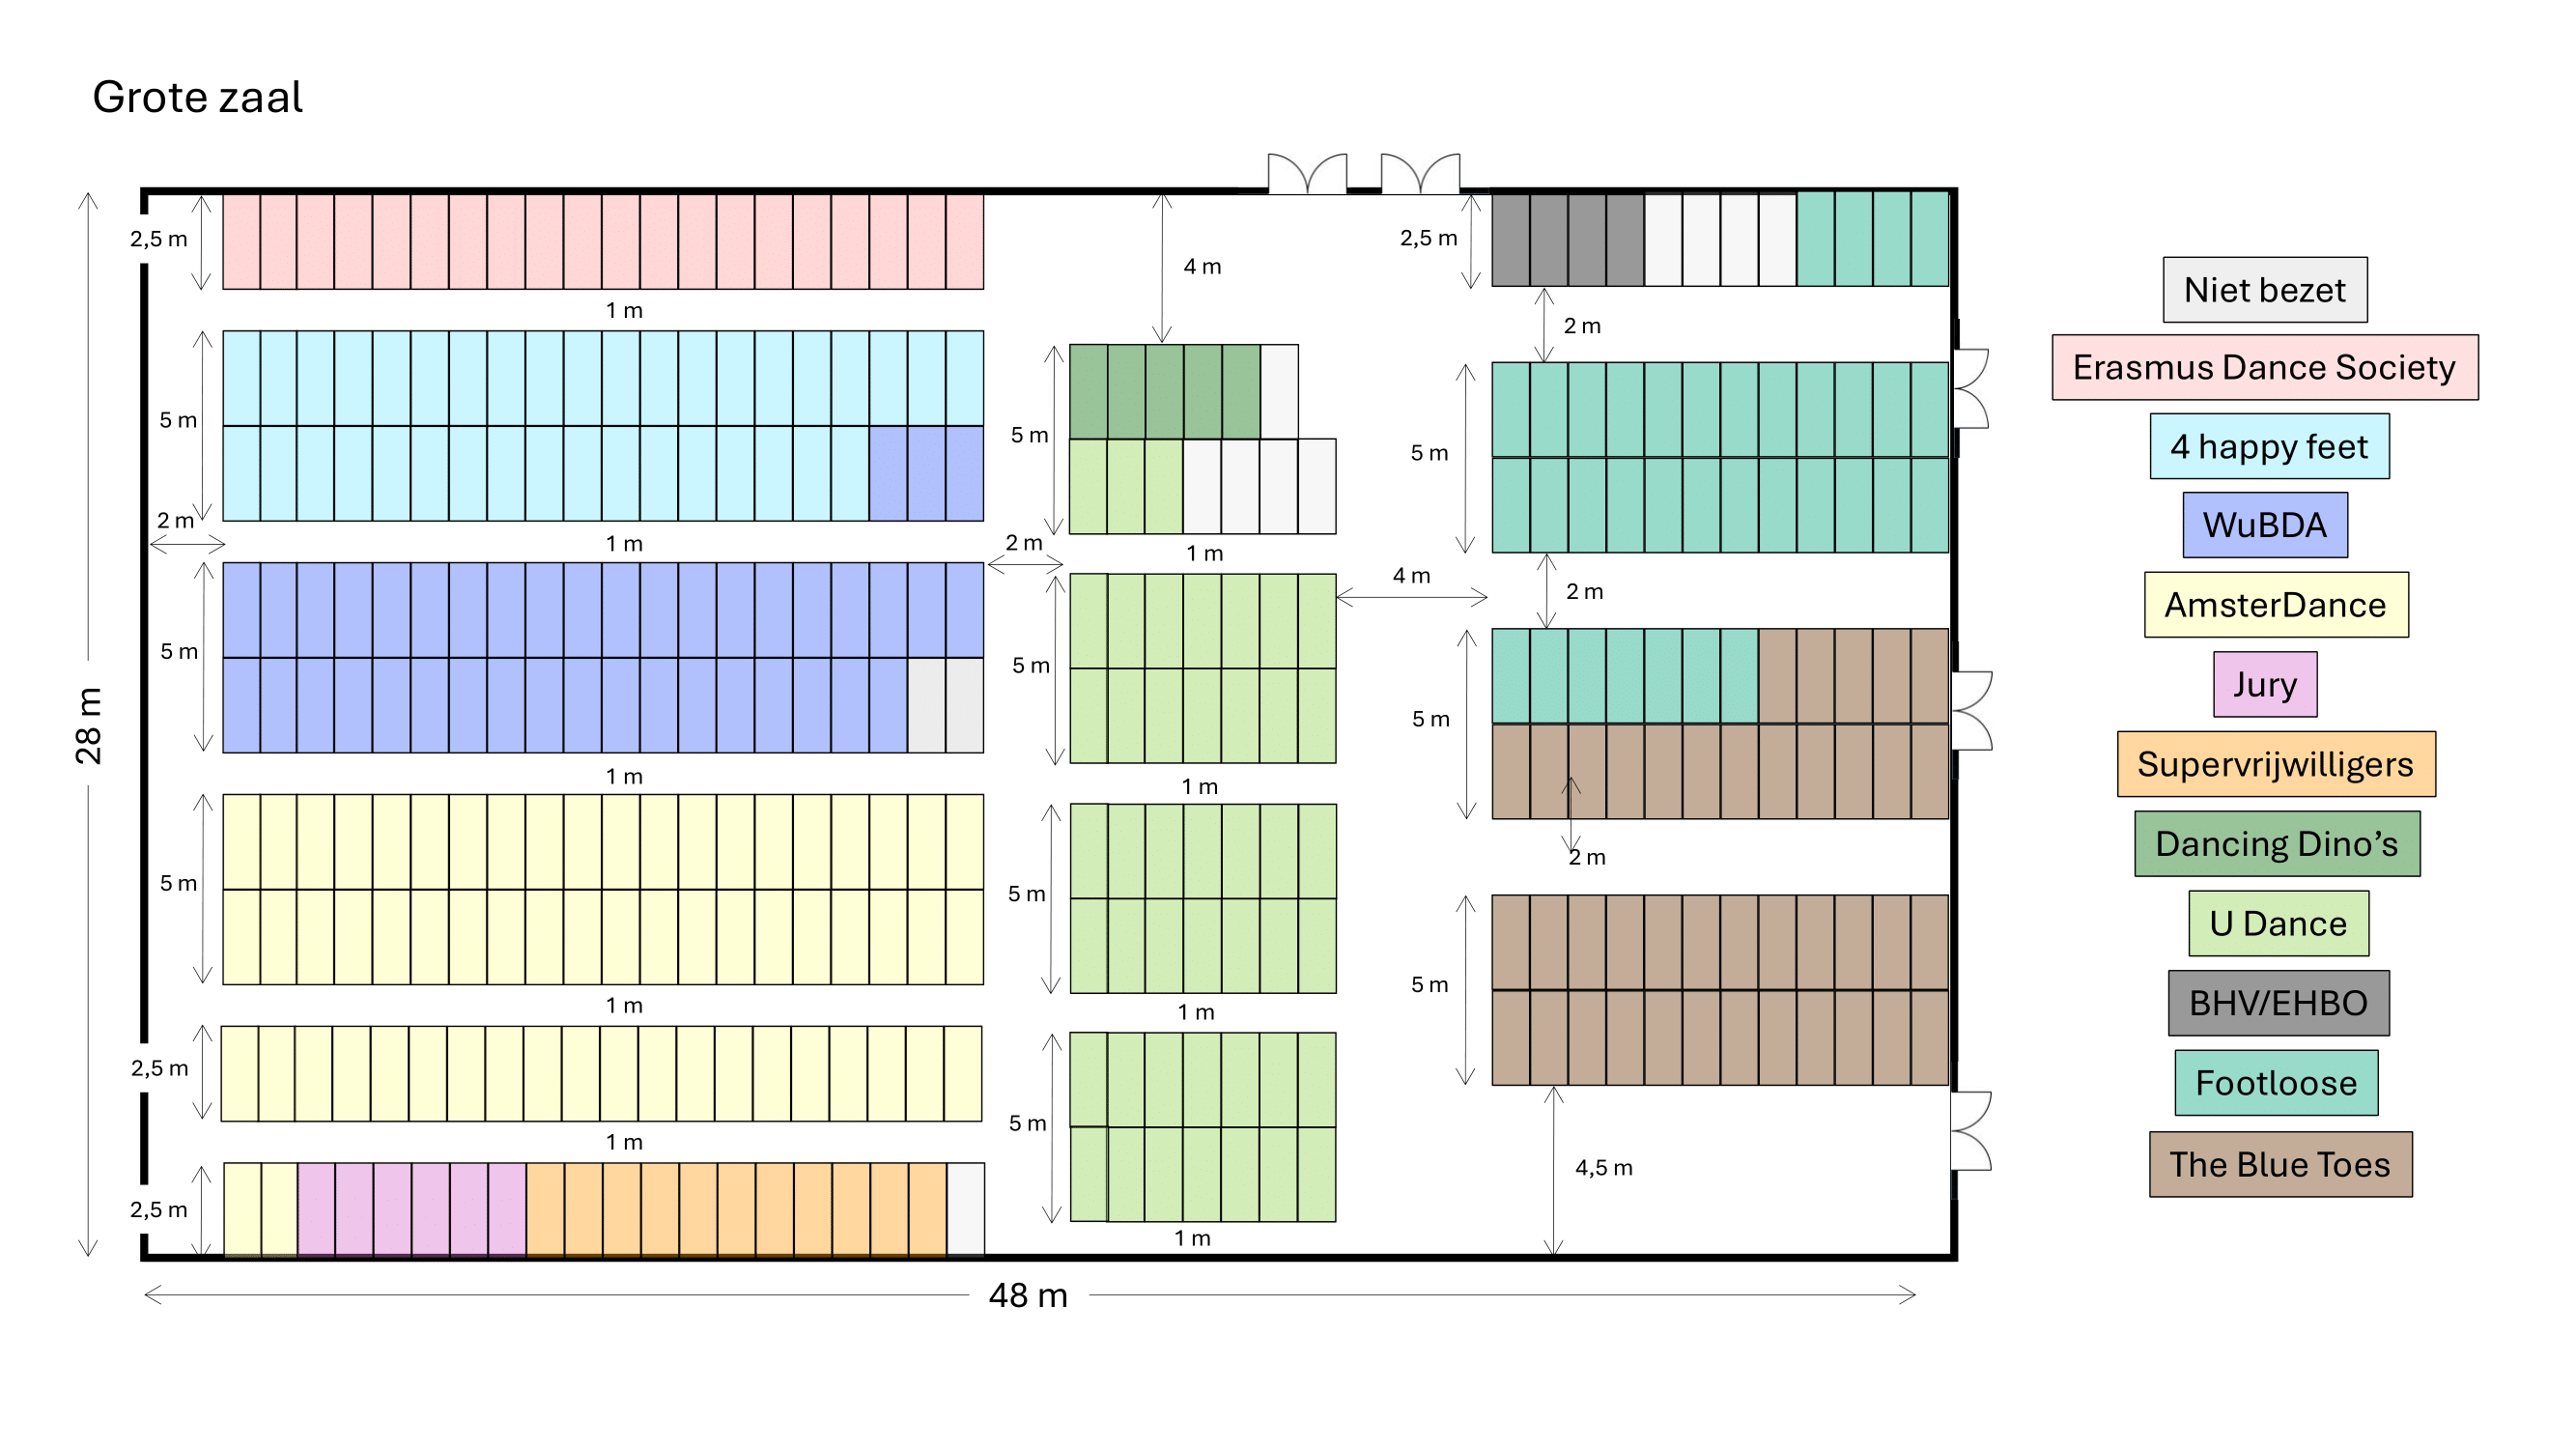 Grote zaal
2,5 m
1 m
5 m
2 m
1 m
5 m
1 m
5 m
1 m
2,5 m
1 m
2,5 m
28 m
48 m
4 m
5 m
2 m
1 m
5 m
1 m
5 m
1 m
5 m
1 m
4 m
2,5 m
2 m
5 m
2 m
5 m
2 m
5 m
4,5 m
Niet bezet
Erasmus Dance Society
4 happy feet
WuBDA
AmsterDance
Jury
Supervrijwilligers
Dancing Dino’s
U Dance
BHV/EHBO
Footloose
The Blue Toes